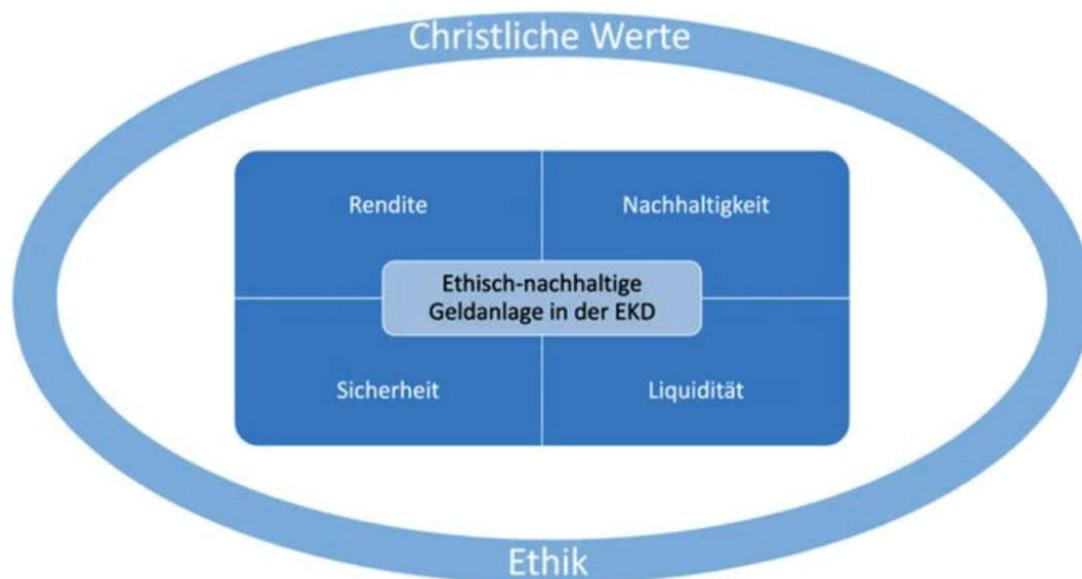 Christliche Werte
Rendite
Nachhaltigkeit
Ethisch-nachhaltige
Geldanlage in der EKD
Sicherheit
Liquidität
Ethik